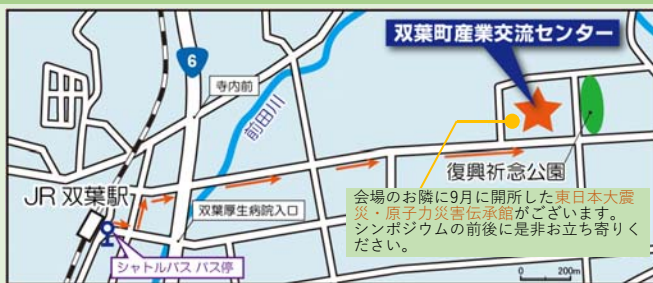 双葉町産業交流センター
6
寺内前
前田川
復興祈念公園
JR 双葉駅
双葉厚生病院入口
シャトルバス バス停
会場のお隣に9月に開所した東日本大震
災・原子力災害伝承館がございます。
シンポジウムの前後に是非お立ち寄りく
ださい。
0 200m